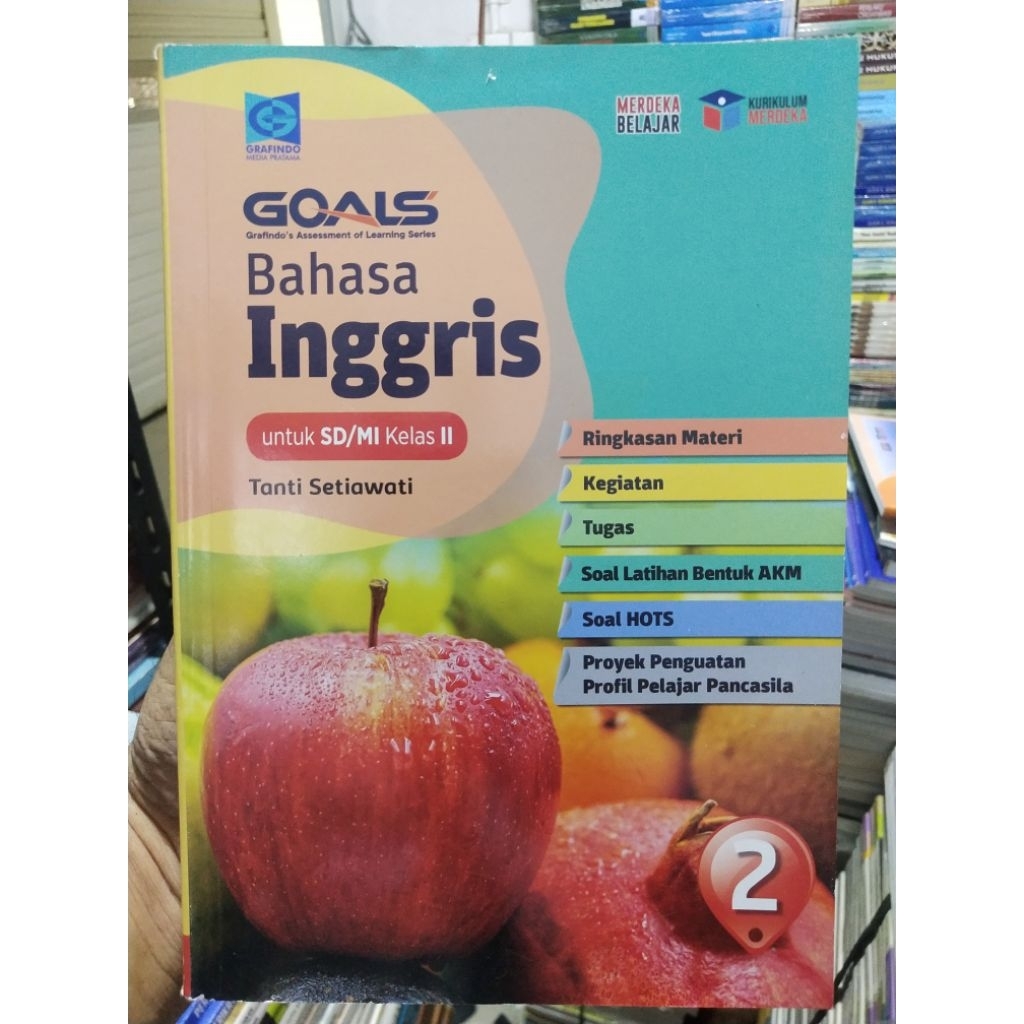 GRAFINDO
MEDIA PRATAMA
MERDEKA
BELAJAR
KURIKULUM
MERDEKA
GOALS
Grafindo's Assessment of Learning Series
Bahasa
Inggris
untuk SD/MI Kelas II
Tanti Setiawati
Ringkasan Materi
Kegiatan
Tugas
Soal Latihan Bentuk AKM
Soal HOTS
Proyek Penguatan
Profil Pelajar Pancasila
2